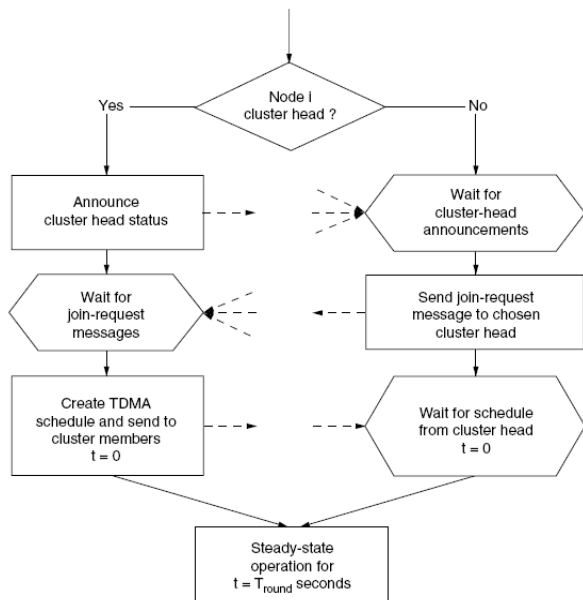 Node i
cluster head ?
Yes
No
Announce
cluster head status
Wait for
cluster-head
announcements
Wait for
join-request
messages
Send join-request
message to chosen
cluster head
Create TDMA
schedule and send to
cluster members
t = 0
Wait for schedule
from cluster head
t = 0
Steady-state
operation for
t = Tround seconds